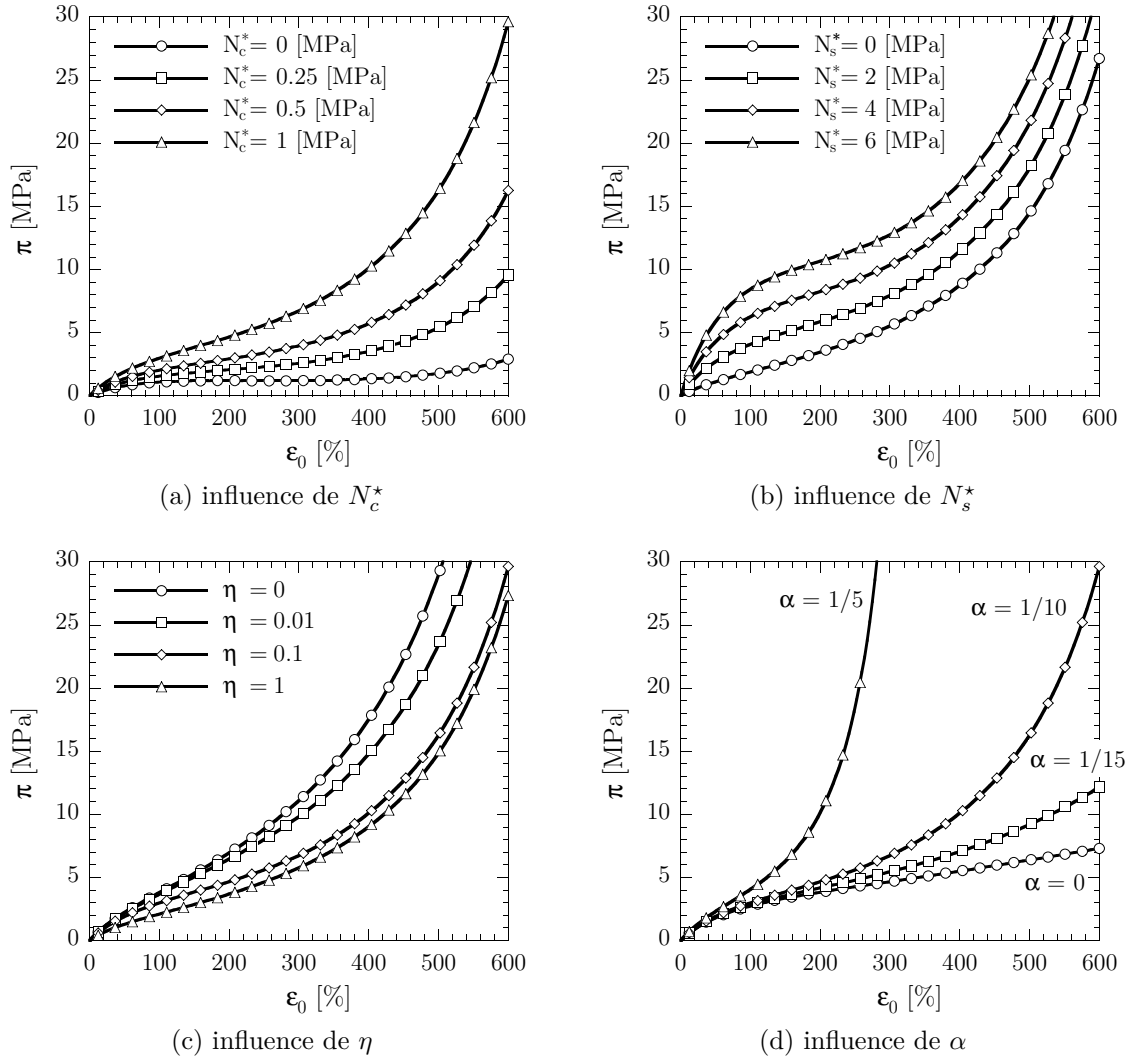 30
25
20
15
10
5
0
π [MPa]
N*c = 0 [MPa]
N*c = 0.25 [MPa]
N*c = 0.5 [MPa]
N*c = 1 [MPa]
0 100 200 300 400 500 600
ε0 [%]
(a) influence de N⋆c
30
25
20
15
10
5
0
π [MPa]
N*s = 0 [MPa]
N*s = 2 [MPa]
N*s = 4 [MPa]
N*s = 6 [MPa]
0 100 200 300 400 500 600
ε0 [%]
(b) influence de N⋆s
30
25
20
15
10
5
0
π [MPa]
η = 0
η = 0.01
η = 0.1
η = 1
0 100 200 300 400 500 600
ε0 [%]
(c) influence de η
30
25
20
15
10
5
0
π [MPa]
α = 1/5
α = 1/10
α = 1/15
α = 0
0 100 200 300 400 500 600
ε0 [%]
(d) influence de α